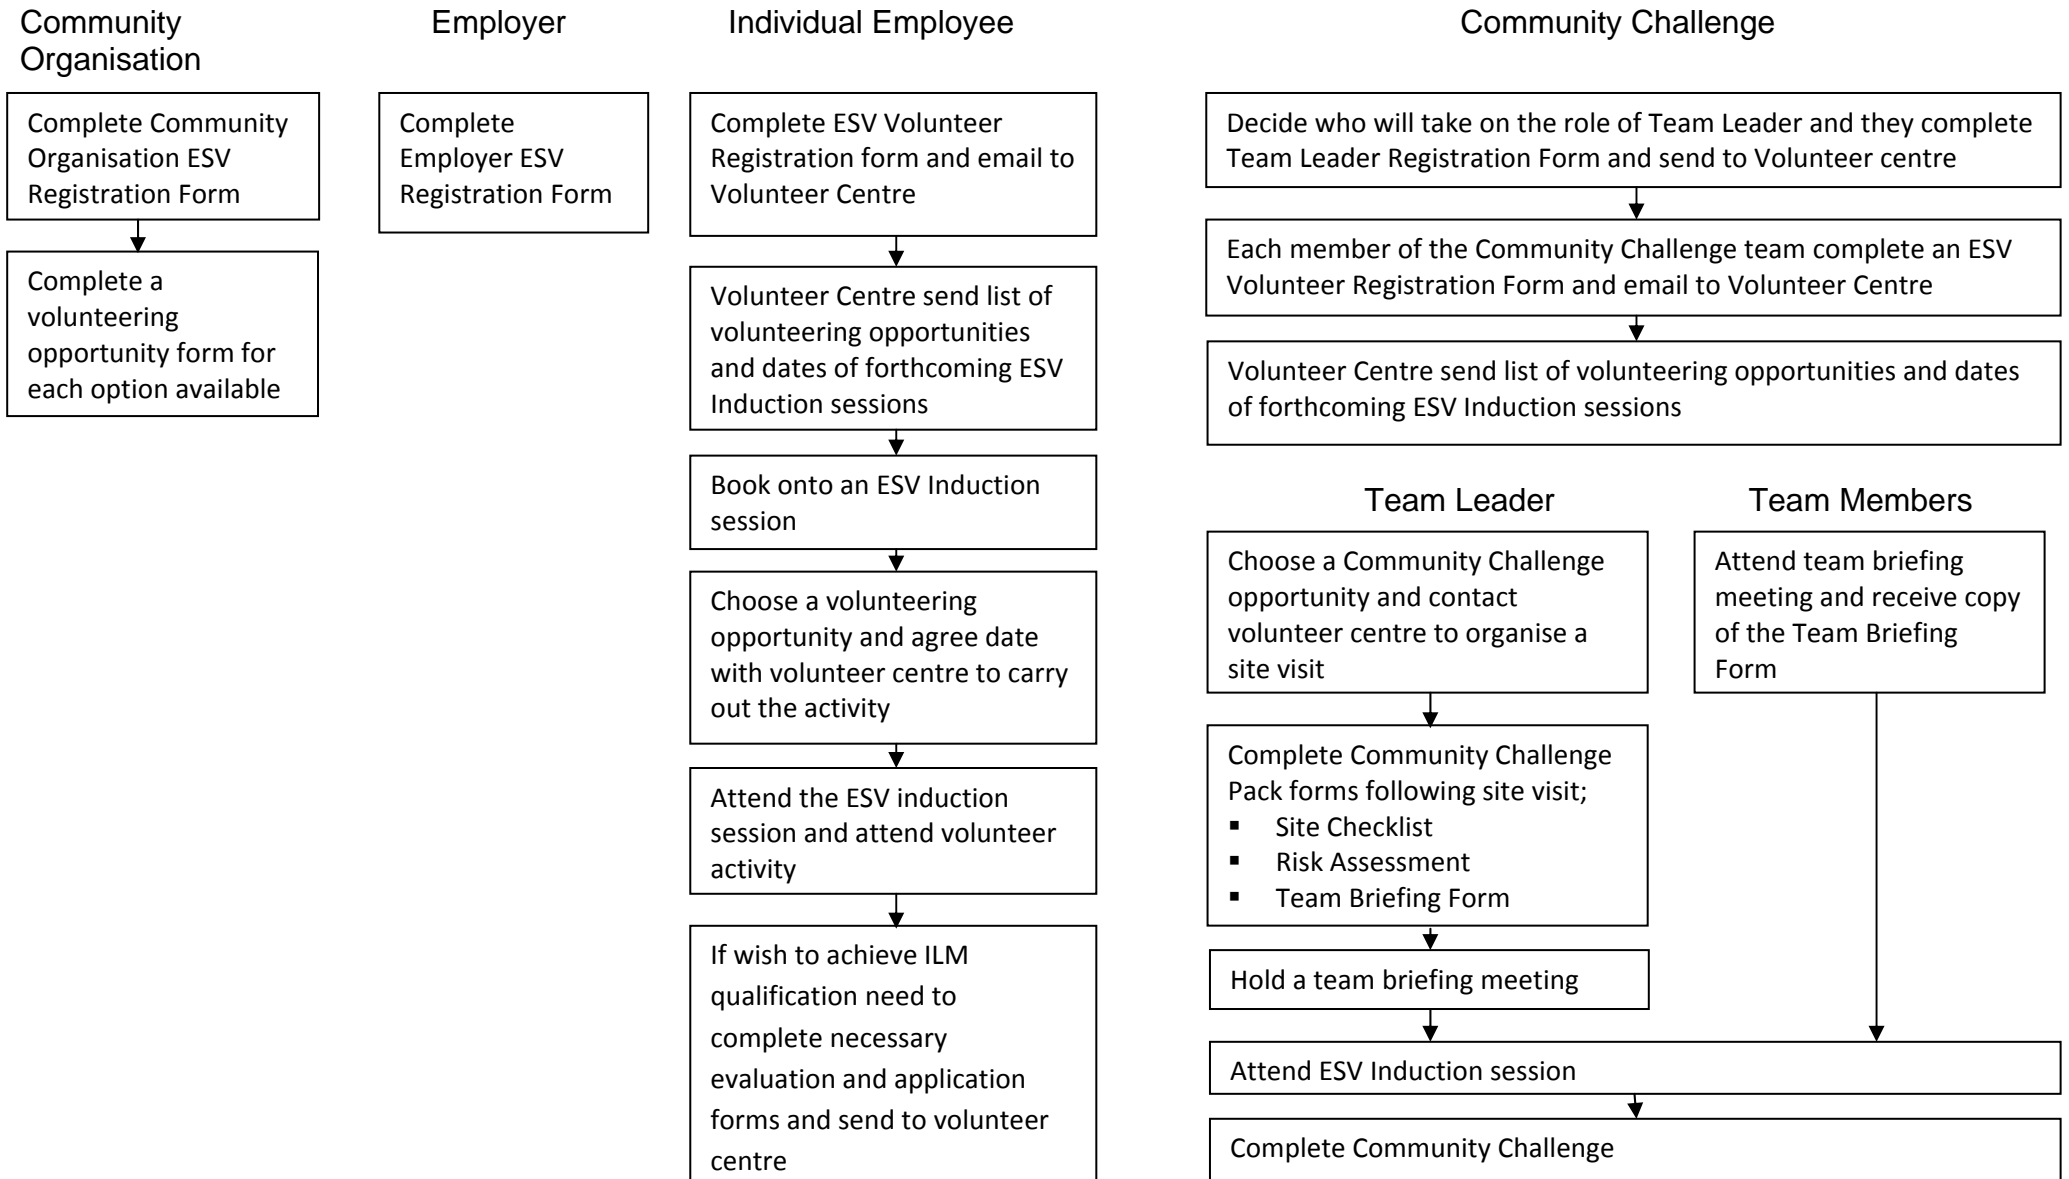 Community
Organisation
Complete Community
Organisation ESV
Registration Form
Complete a
volunteering
opportunity form for
each option available
Employer
Complete
Employer ESV
Registration Form
Individual Employee
Complete ESV Volunteer
Registration form and email to
Volunteer Centre
Volunteer Centre send list of
volunteering opportunities
and dates of forthcoming ESV
Induction sessions
Book onto an ESV Induction
session
Choose a volunteering
opportunity and agree date
with volunteer centre to carry
out the activity
Attend the ESV induction
session and attend volunteer
activity
If wish to achieve ILM
qualification need to
complete necessary
evaluation and application
forms and send to volunteer
centre
Community Challenge
Decide who will take on the role of Team Leader and they complete
Team Leader Registration Form and send to Volunteer centre
Each member of the Community Challenge team complete an ESV
Volunteer Registration Form and email to Volunteer Centre
Volunteer Centre send list of volunteering opportunities and dates
of forthcoming ESV Induction sessions
Team Leader
Choose a Community Challenge
opportunity and contact
volunteer centre to organise a
site visit
Complete Community Challenge
Pack forms following site visit;
▪ Site Checklist
▪ Risk Assessment
▪ Team Briefing Form
Hold a team briefing meeting
Team Members
Attend team briefing
meeting and receive copy
of the Team Briefing
Form
Attend ESV Induction session
Complete Community Challenge